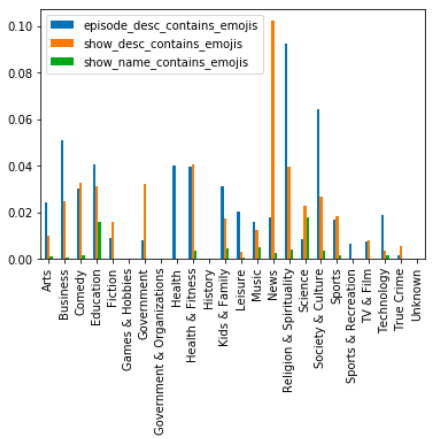 0.10
0.08
0.06
0.04
0.02
0.00
episode_desc_contains_emojis
show_desc_contains_emojis
show_name_contains_emojis
Arts
Business
Comedy
Education
Fiction
Games & Hobbies
Government
Government & Organizations
Health
Health & Fitness
History
Kids & Family
Leisure
Music
News
Religion & Spirituality
Science
Society & Culture
Sports
Sports & Recreation
TV & Film
Technology
True Crime
Unknown